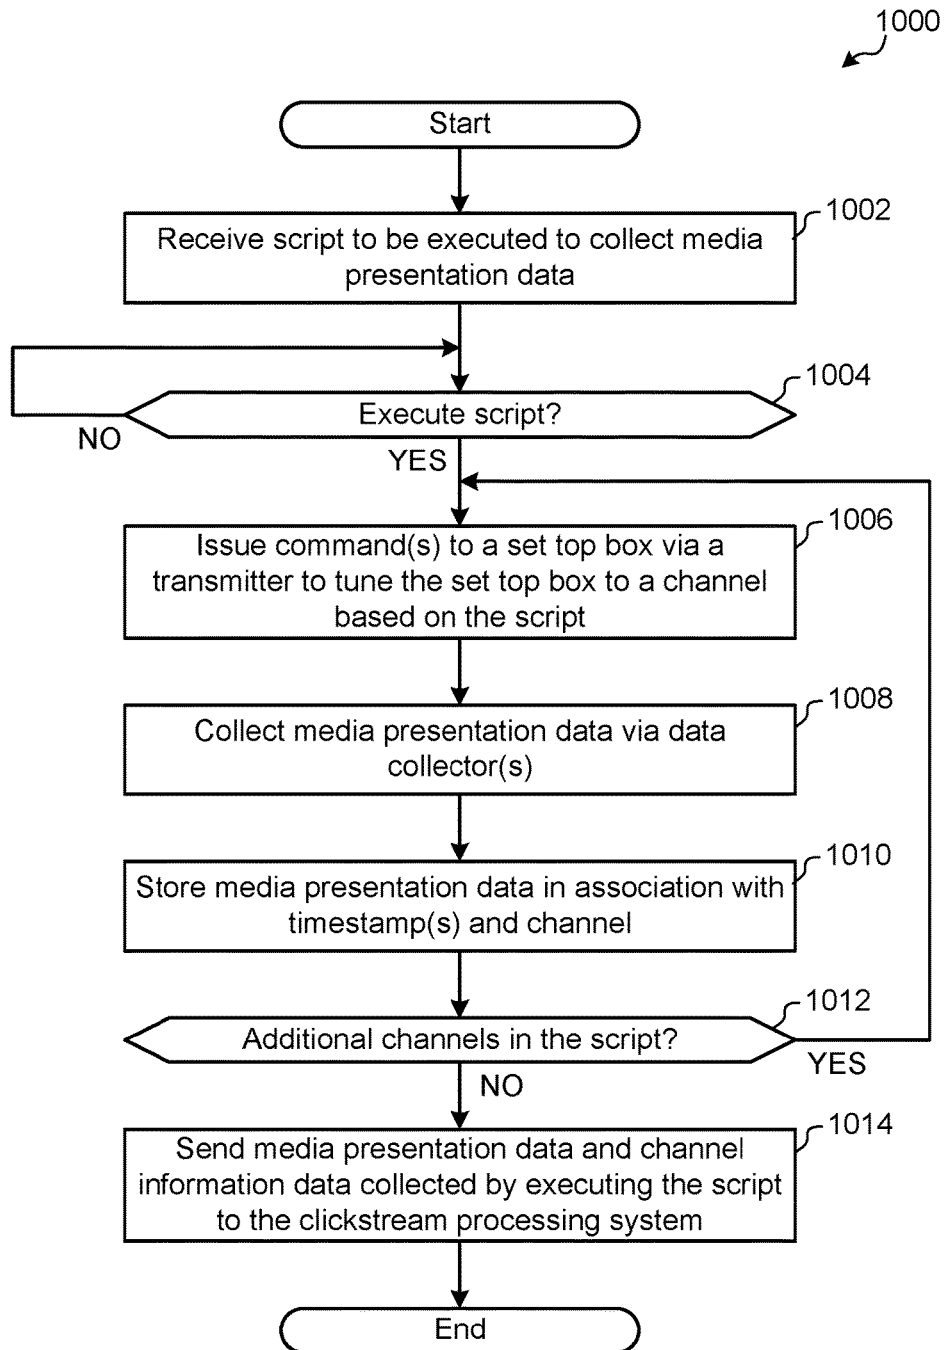 1000
Start
1002
Receive script to be executed to collect media
presentation data
1004
Execute script?
NO
YES
1006
Issue command(s) to a set top box via a
transmitter to tune the set top box to a channel
based on the script
1008
Collect media presentation data via data
collector(s)
1010
Store media presentation data in association with
timestamp(s) and channel
1012
Additional channels in the script?
YES
NO
1014
Send media presentation data and channel
information data collected by executing the script
to the clickstream processing system
End